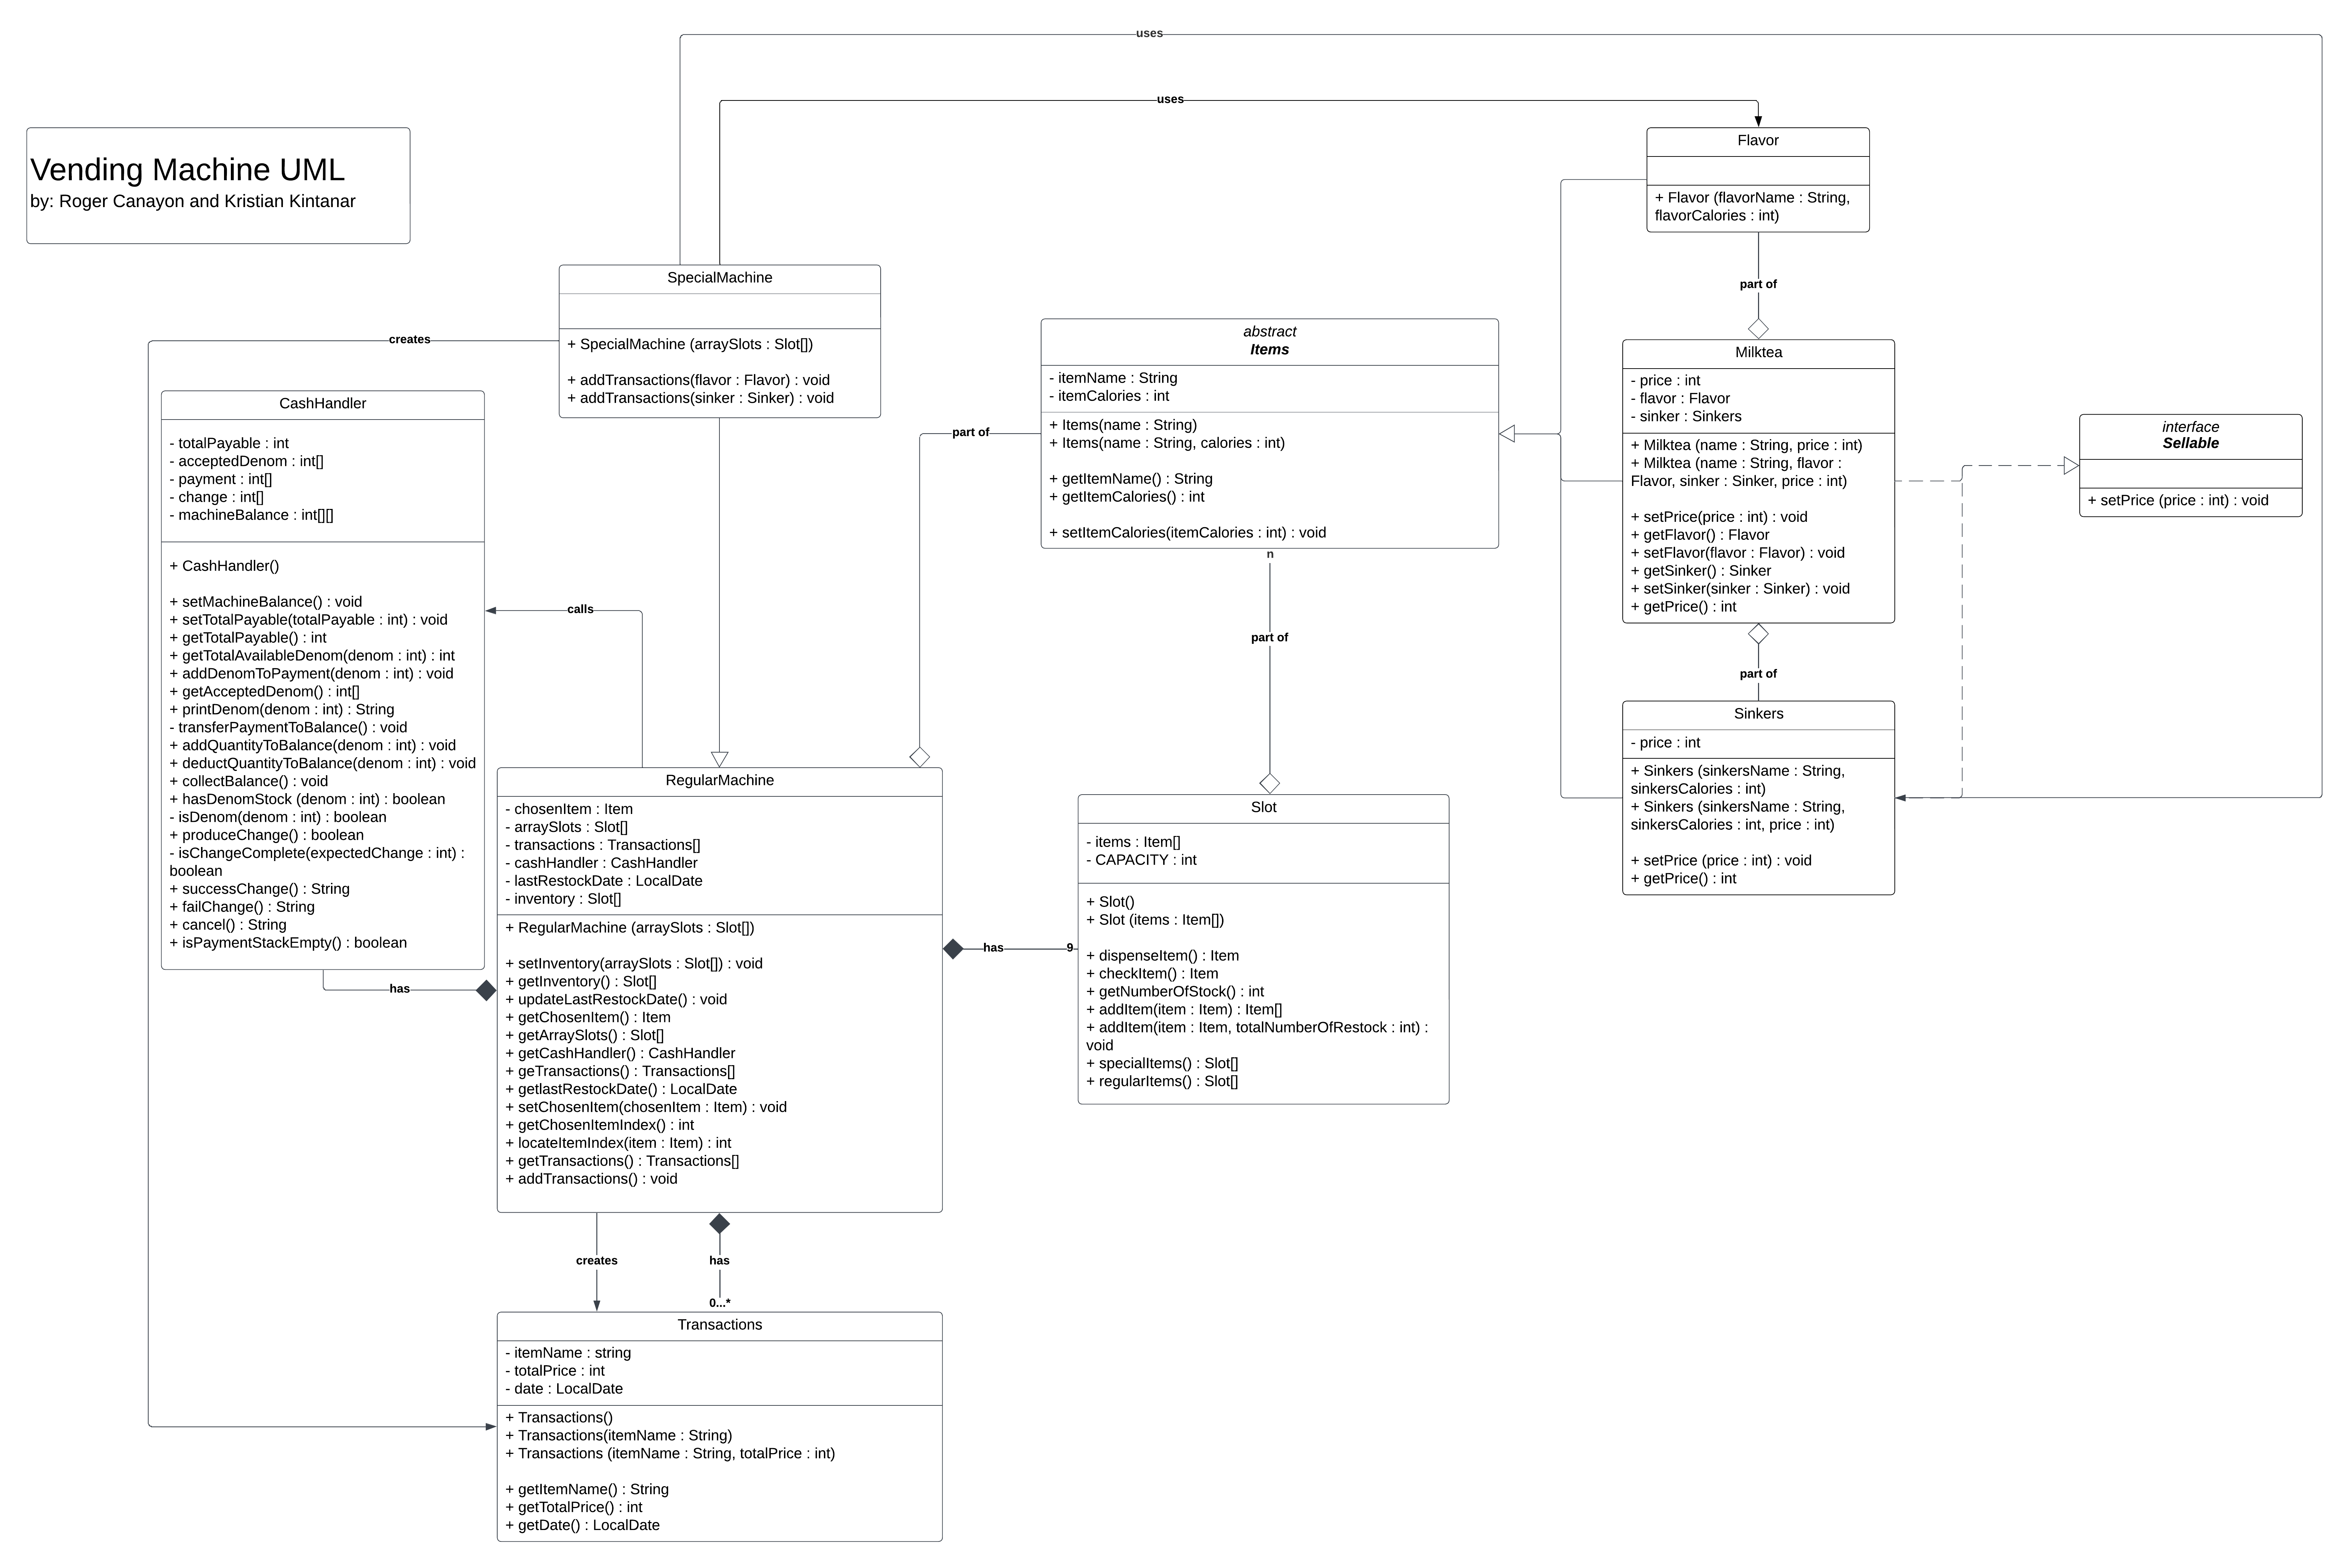 uses
uses
Vending Machine UML
by: Roger Canayon and Kristian Kintanar
Flavor
+ Flavor (flavorName : String,
flavorCalories : int)
part of
SpecialMachine
+ SpecialMachine (arraySlots : Slot[])
+ addTransactions(flavor : Flavor) : void
+ addTransactions(sinker : Sinker) : void
creates
CashHandler
- totalPayable : int
- acceptedDenom : int[]
- payment : int[]
- change : int[]
- machineBalance : int[][]
+ CashHandler()
+ setMachineBalance() : void
+ setTotalPayable(totalPayable : int) : void
+ getTotalPayable() : int
+ getTotalAvailableDenom(denom : int) : int
+ addDenomToPayment(denom : int) : void
+ getAcceptedDenom() : int[]
+ printDenom(denom : int) : String
- transferPaymentToBalance() : void
+ addQuantityToBalance(denom : int) : void
+ deductQuantityToBalance(denom : int) : void
+ collectBalance() : void
+ hasDenomStock (denom : int) : boolean
- isDenom(denom : int) : boolean
+ produceChange() : boolean
- isChangeComplete(expectedChange : int) :
boolean
+ successChange() : String
+ failChange() : String
+ cancel() : String
+ isPaymentStackEmpty() : boolean
calls
has
part of
abstract
Items
- itemName : String
- itemCalories : int
+ Items(name : String)
+ Items(name : String, calories : int)
+ getItemName() : String
+ getItemCalories() : int
+ setItemCalories(itemCalories : int) : void
n
part of
Milktea
- price : int
- flavor : Flavor
- sinker : Sinkers
+ Milktea (name : String, price : int)
+ Milktea (name : String, flavor :
Flavor, sinker : Sinker, price : int)
+ setPrice(price : int) : void
+ getFlavor() : Flavor
+ setFlavor(flavor : Flavor) : void
+ getSinker() : Sinker
+ setSinker(sinker : Sinker) : void
+ getPrice() : int
part of
interface
Sellable
+ setPrice (price : int) : void
Sinkers
- price : int
+ Sinkers (sinkersName : String,
sinkersCalories : int)
+ Sinkers (sinkersName : String,
sinkersCalories : int, price : int)
+ setPrice (price : int) : void
+ getPrice() : int
RegularMachine
- chosenItem : Item
- arraySlots : Slot[]
- transactions : Transactions[]
- cashHandler : CashHandler
- lastRestockDate : LocalDate
- inventory : Slot[]
+ RegularMachine (arraySlots : Slot[])
+ setInventory(arraySlots : Slot[]) : void
+ getInventory() : Slot[]
+ updateLastRestockDate() : void
+ getChosenItem() : Item
+ getArraySlots() : Slot[]
+ getCashHandler() : CashHandler
+ geTransactions() : Transactions[]
+ getlastRestockDate() : LocalDate
+ setChosenItem(chosenItem : Item) : void
+ getChosenItemIndex() : int
+ locateItemIndex(item : Item) : int
+ getTransactions() : Transactions[]
+ addTransactions() : void
has
9
Slot
- items : Item[]
- CAPACITY : int
+ Slot()
+ Slot (items : Item[])
+ dispenseItem() : Item
+ checkItem() : Item
+ getNumberOfStock() : int
+ addItem(item : Item) : Item[]
+ addItem(item : Item, totalNumberOfRestock : int) :
void
+ specialItems() : Slot[]
+ regularItems() : Slot[]
creates
has
0...*
Transactions
- itemName : string
- totalPrice : int
- date : LocalDate
+ Transactions()
+ Transactions(itemName : String)
+ Transactions (itemName : String, totalPrice : int)
+ getItemName() : String
+ getTotalPrice() : int
+ getDate() : LocalDate